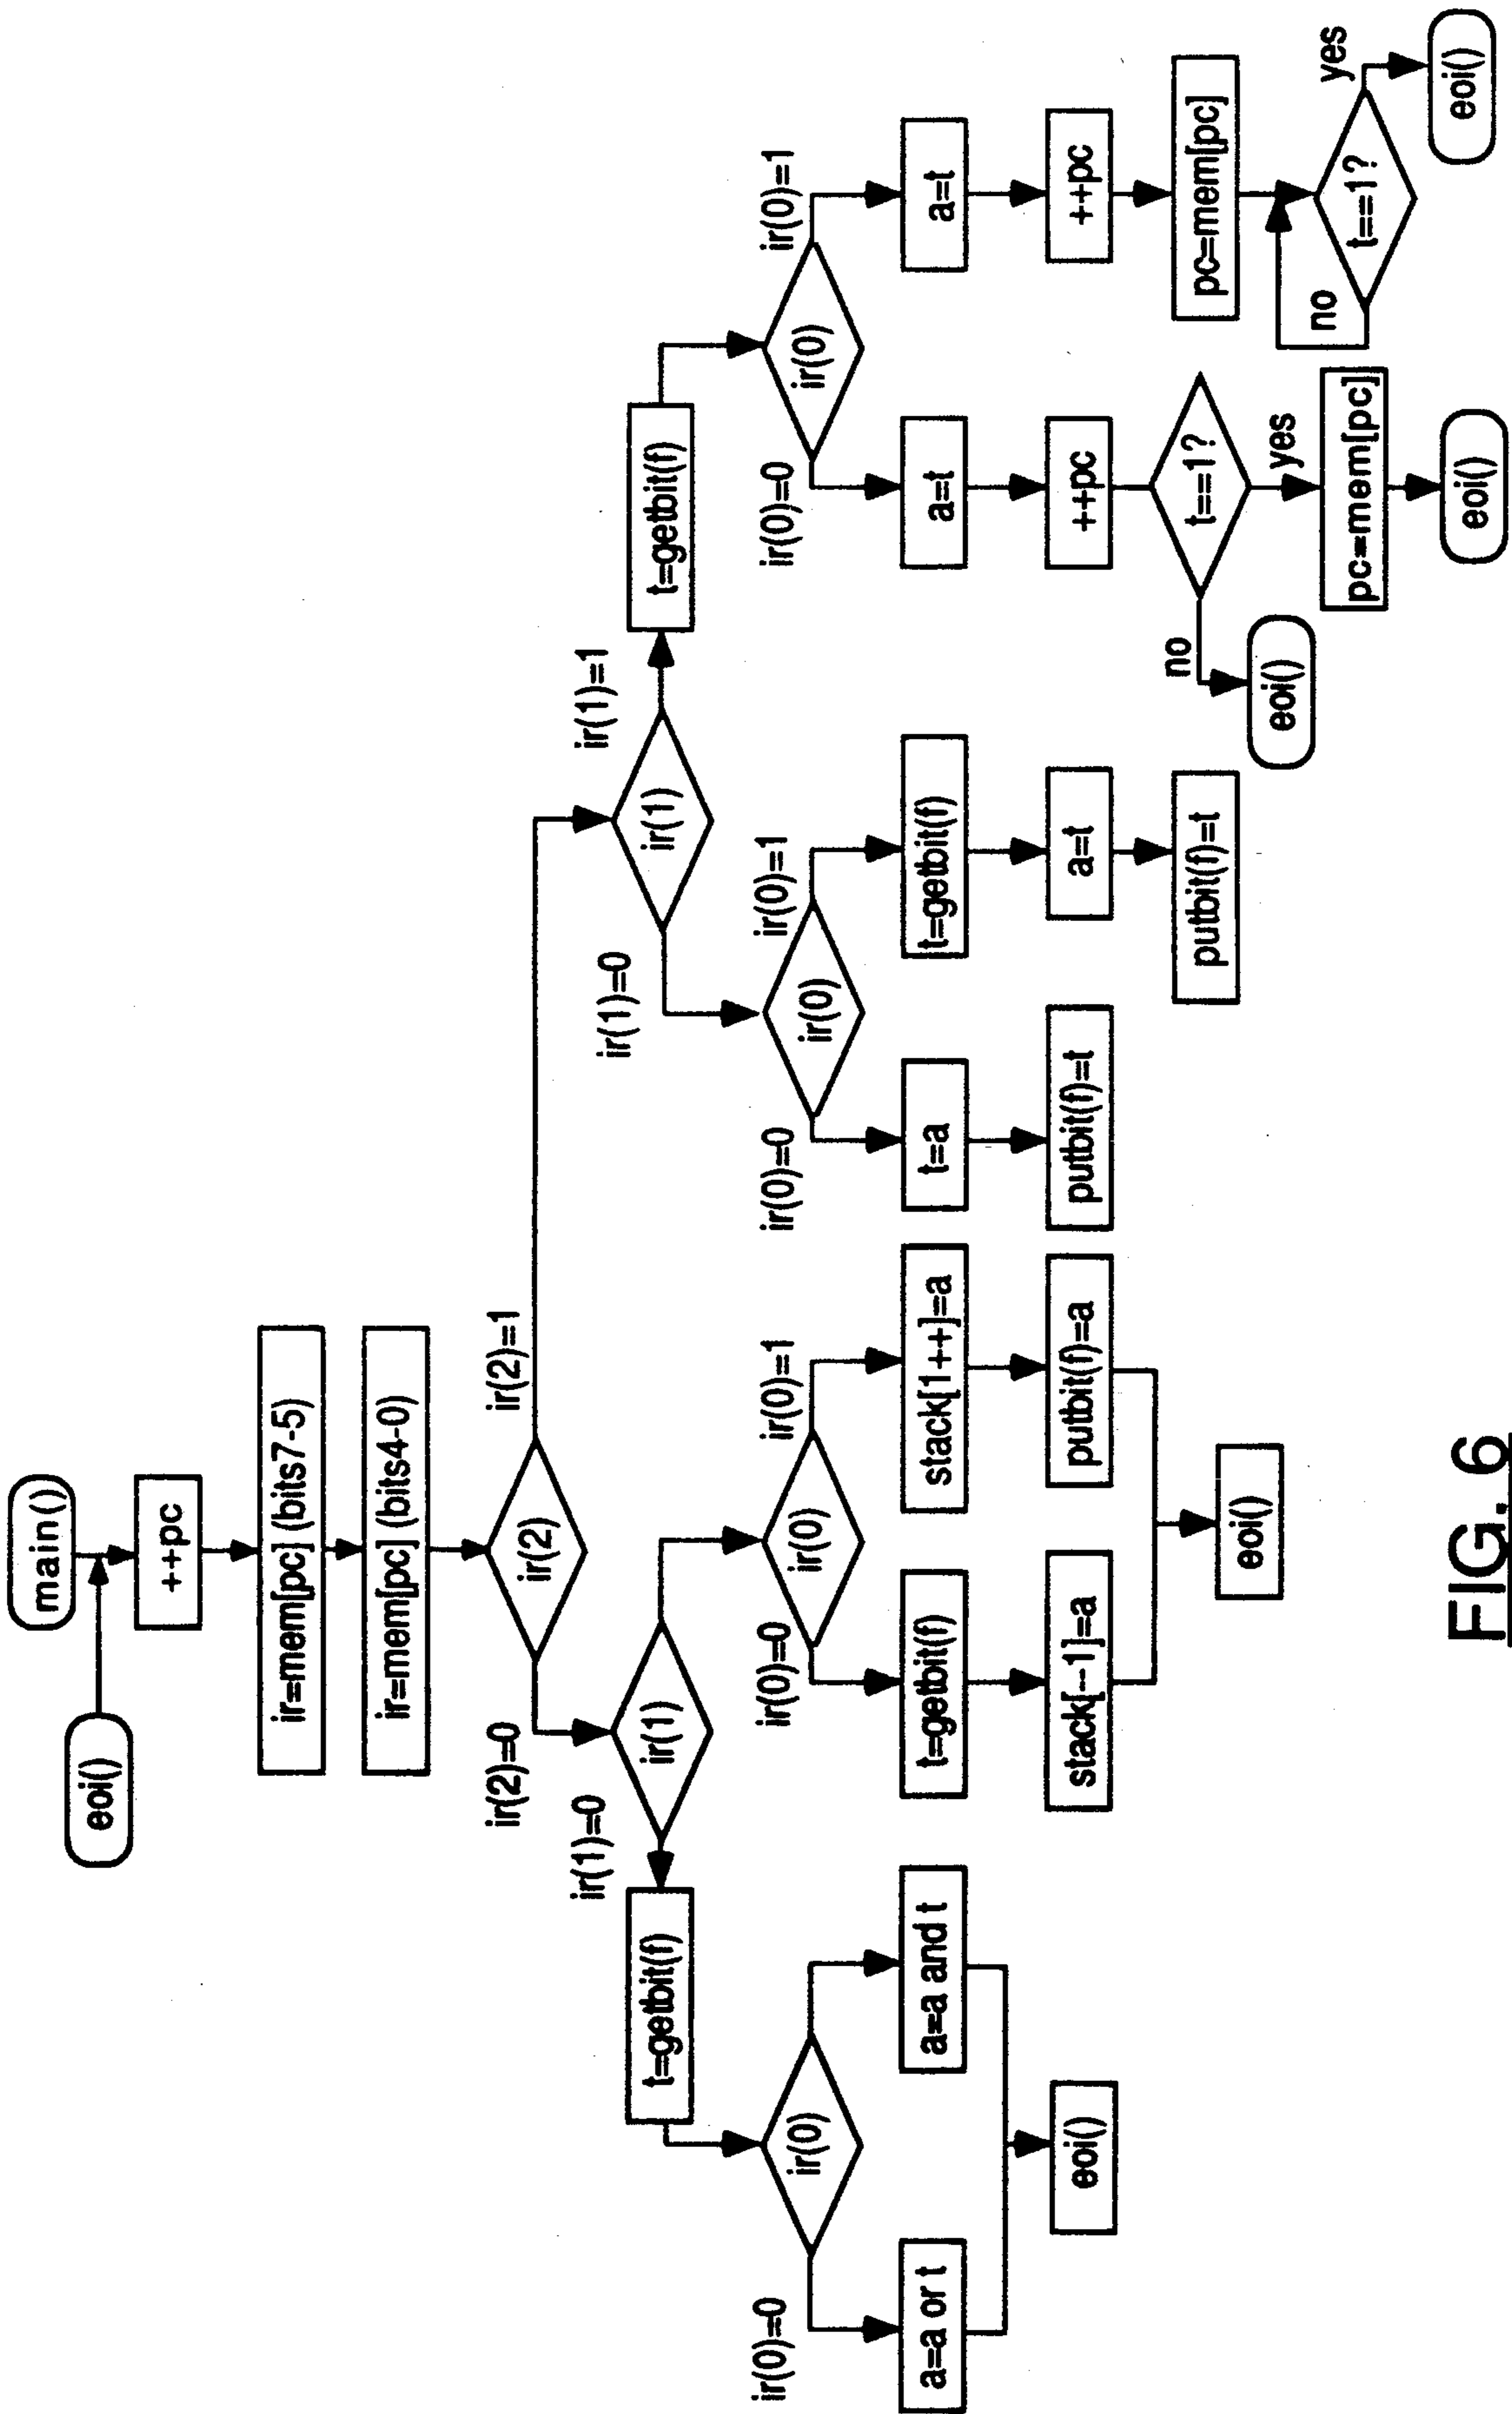 main()
eoi()
++pc
ir=mem[pc] (bits7-5)
ir=mem[pc] (bits4-0)
ir(2)
ir(2)=0
ir(2)=1
ir(1)=0
ir(1)
ir(1)=0
ir(1)
ir(1)=1
t=getbit(f)
t=getbit(f)
ir(0)=0
ir(0)
ir(0)=0
ir(0)
ir(0)=1
ir(0)=0
ir(0)
ir(0)=1
ir(0)=0
ir(0)
ir(0)=1
a=a or t
a=a and t
t=getbit(f)
stack[1++]=a
t=a
t=getbit(f)
a=t
a=t
eoi()
stack[--1]=a
putbit(f)=a
putbit(f)=t
a=t
++pc
++pc
eoi()
putbit(f)=t
t==1?
no
yes
pc=mem[pc]
eoi()
pc=mem[pc]
eoi()
t==1?
no
yes
eoi()
FIG. 6